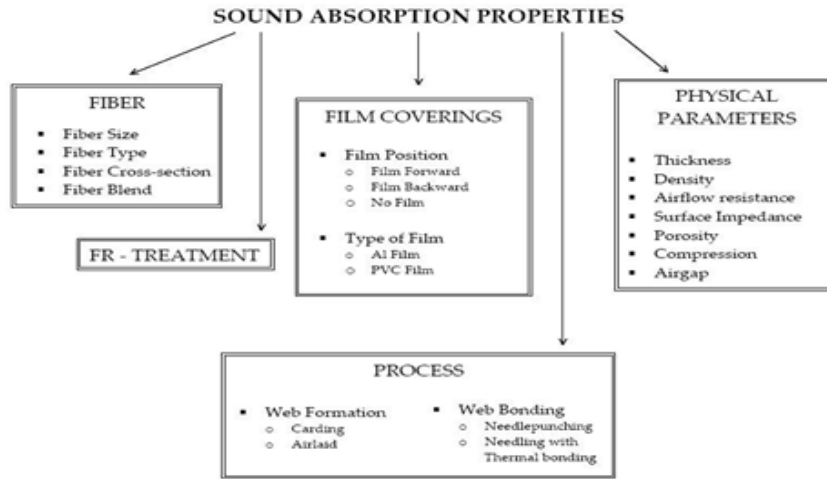 SOUND ABSORPTION PROPERTIES
FIBER
▪ Fiber Size
▪ Fiber Type
▪ Fiber Cross-section
▪ Fiber Blend
FR - TREATMENT
FILM COVERINGS
▪ Film Position
o Film Forward
o Film Backward
o No Film
▪ Type of Film
o Al Film
o PVC Film
PHYSICAL
PARAMETERS
▪ Thickness
▪ Density
▪ Airflow resistance
▪ Surface Impedance
▪ Porosity
▪ Compression
▪ Airgap
PROCESS
▪ Web Formation
o Carding
o Airlaid
▪ Web Bonding
o Needlepunching
o Needling with
Thermal bonding